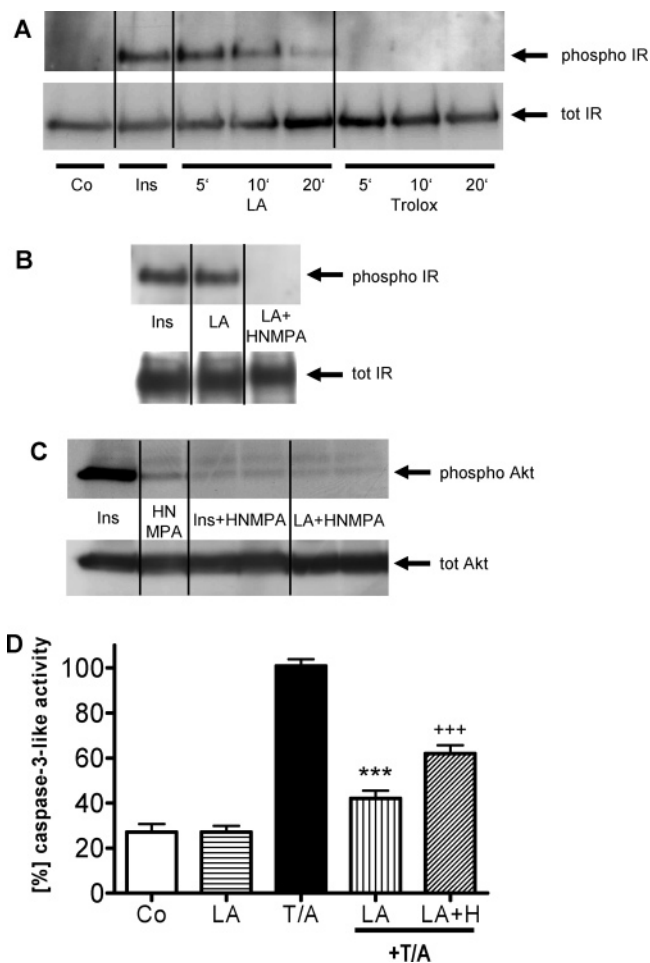 A
phospho IR
tot IR
Co Ins 5‘ 10‘ 20‘ 5‘ 10‘ 20‘
LA Trolox
B
phospho IR
Ins LA LA+
HNMPA
tot IR
C
phospho Akt
Ins HN
MPA Ins+HNMPA LA+HNMPA
tot Akt
D
[%] caspase-3-like activity
100
80
60
40
20
0
***
+++
Co LA T/A LA LA+H
+T/A